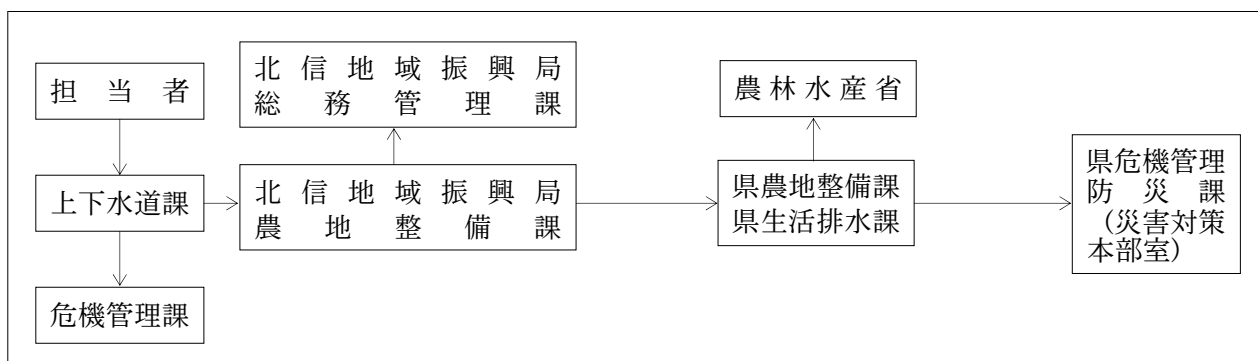 担当者
上下水道課
危機管理課
北信地域振興局
総務管理課
北信地域振興局
農地整備課
農林水産省
県農地整備課
県生活排水課
県危機管理
防災課
（災害対策
本部室）